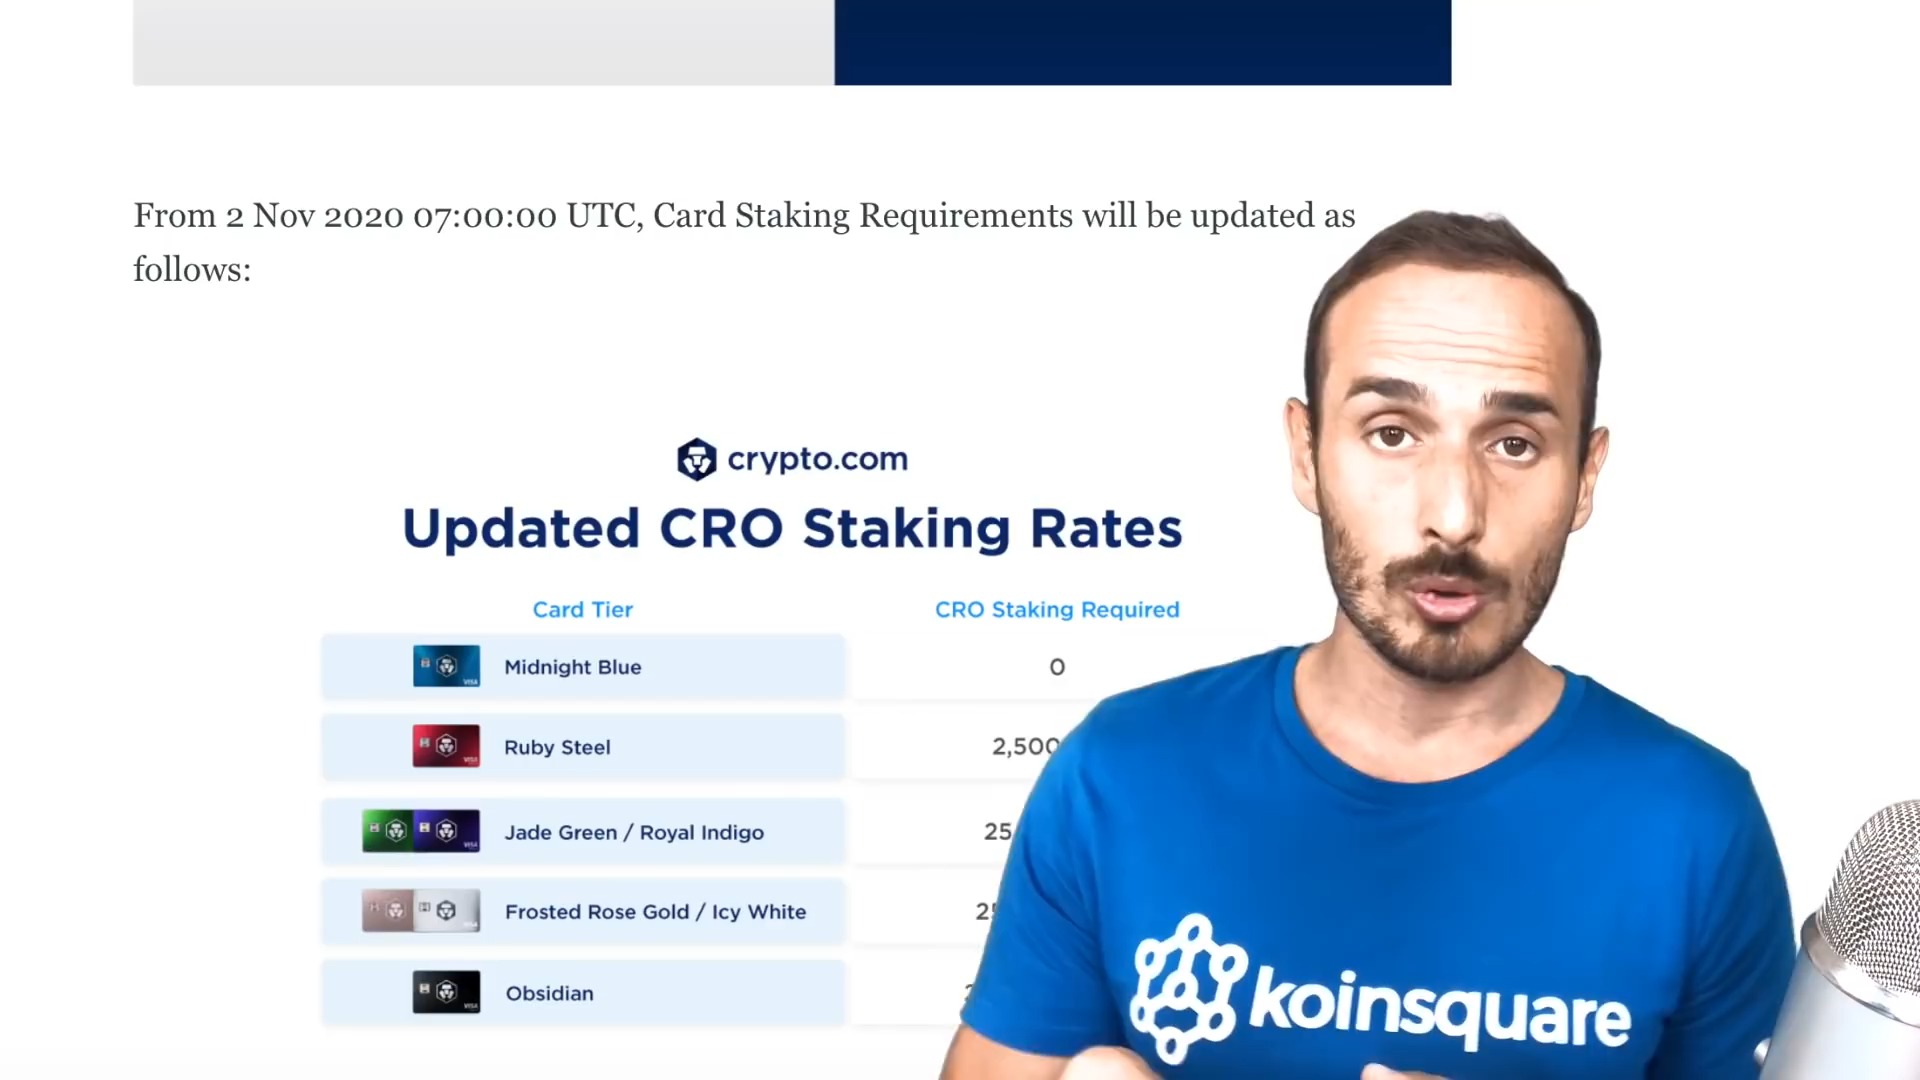 From 2 Nov 2020 07:00:00 UTC, Card Staking Requirements will be updated as
follows:
crypto.com
Updated CRO Staking Rates
Card Tier CRO Staking Required
Midnight Blue 0
Ruby Steel 2,500
Jade Green / Royal Indigo
Frosted Rose Gold / Icy White
Obsidian
koinsquare